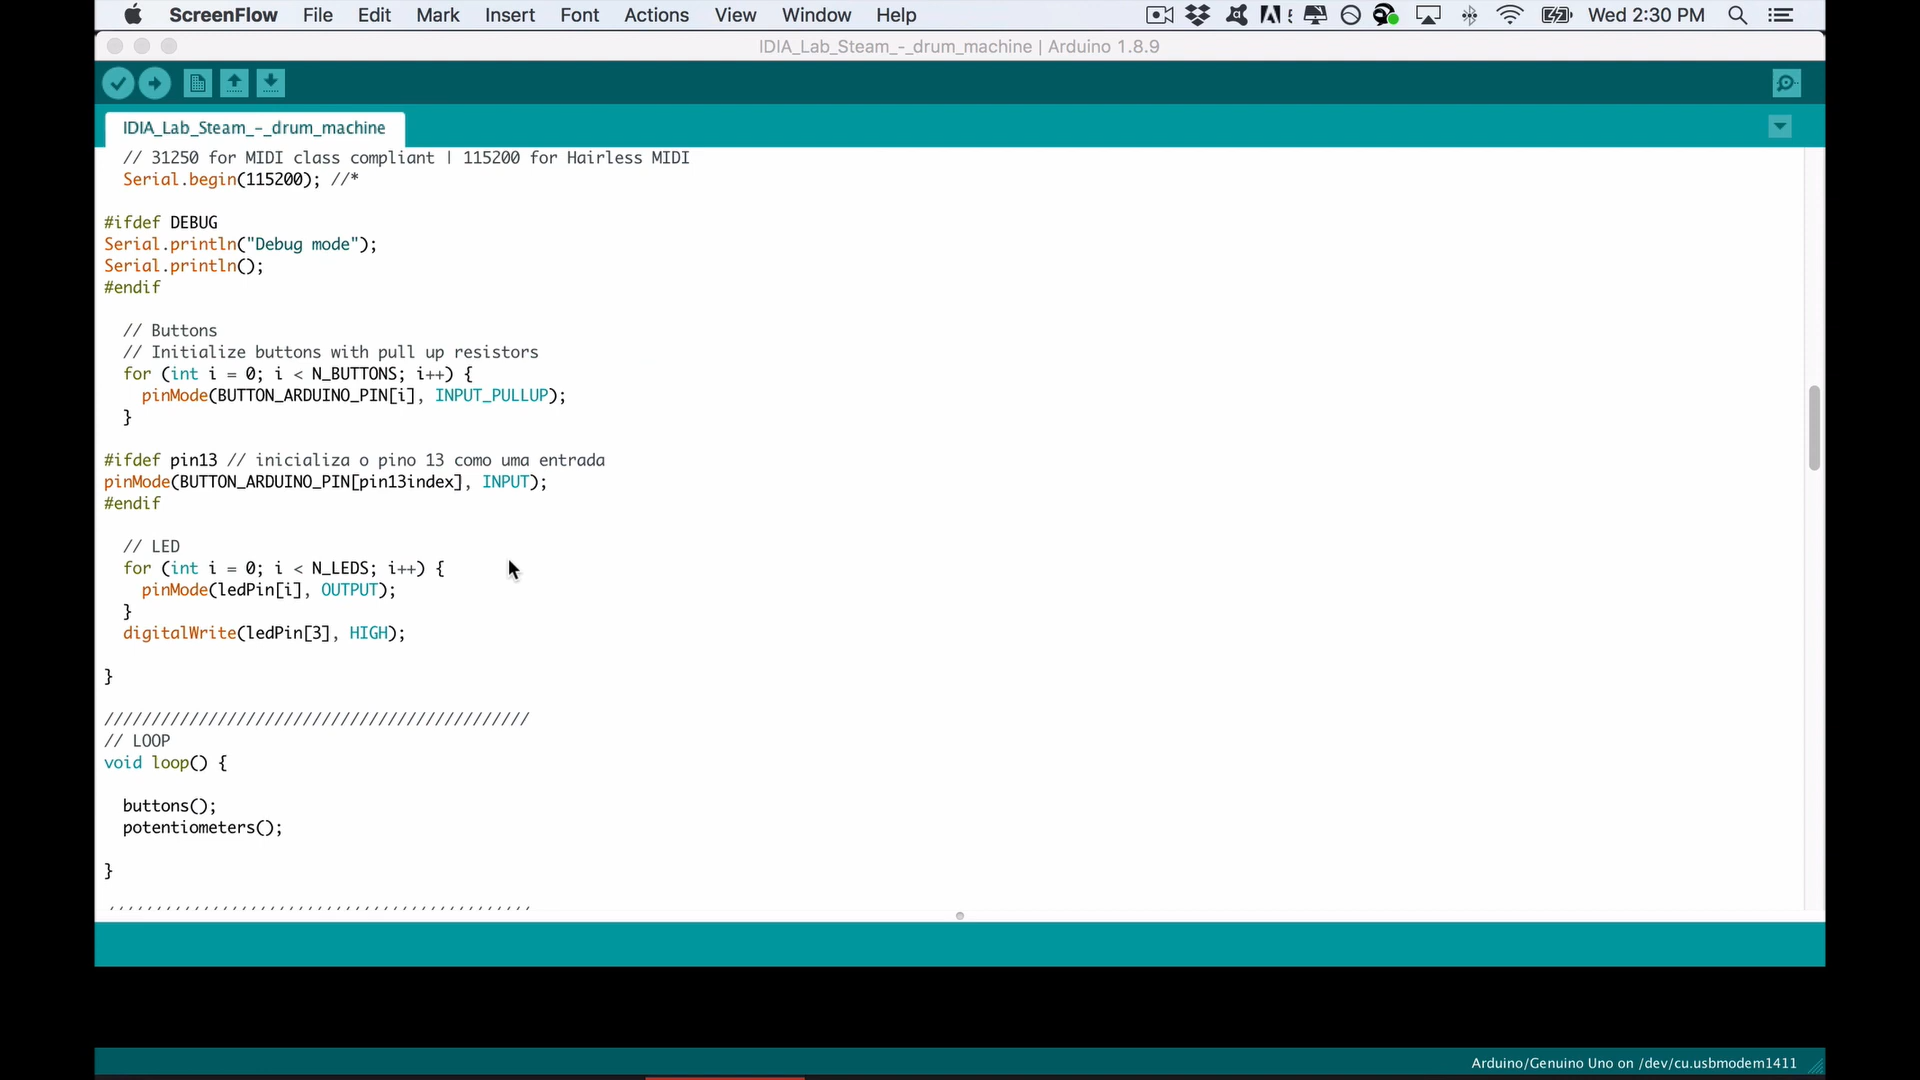 ScreenFlow File Edit Mark Insert Font Actions View Window Help Wed 2:30 PM
IDIA_Lab_Steam_-_drum_machine | Arduino 1.8.9
IDIA_Lab_Steam_-_drum_machine
// 31250 for MIDI class compliant | 115200 for Hairless MIDI
Serial.begin(115200); //*
#ifdef DEBUG
Serial.println("Debug mode");
Serial.println();
#endif
// Buttons
// Initialize buttons with pull up resistors
for (int i = 0; i < N_BUTTONS; i++) {
pinMode(BUTTON_ARDUINO_PIN[i], INPUT_PULLUP);
}
#ifdef pin13 // inicializa o pino 13 como uma entrada
pinMode(BUTTON_ARDUINO_PIN[pin13index], INPUT);
#endif
// LED
for (int i = 0; i < N_LEDS; i++) {
pinMode(ledPin[i], OUTPUT);
}
digitalWrite(ledPin[3], HIGH);
}
/////////////////////////////////////////////
// LOOP
void loop() {
buttons();
potentiometers();
}
Arduino/Genuino Uno on /dev/cu.usbmodem1411